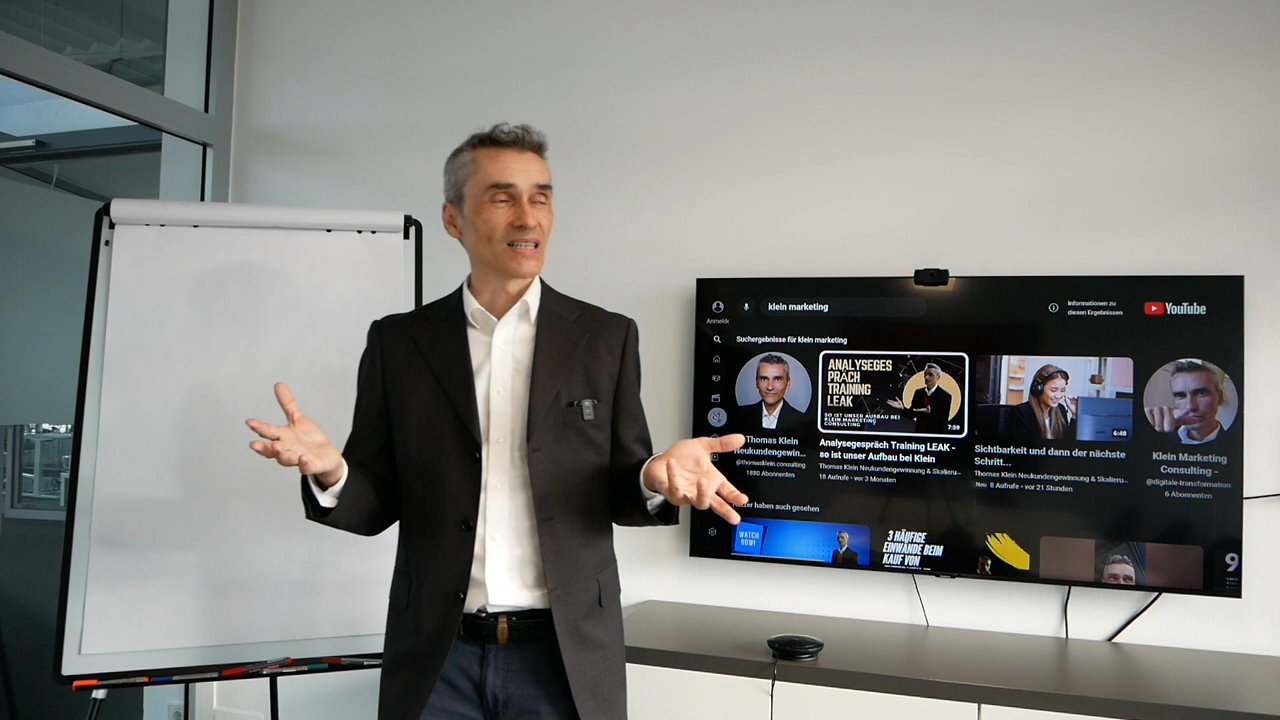 klein marketing
Informationen zu
diesen Ergebnissen
YouTube
Anmelde
Suchergebnisse für klein marketing
ANALYSEGES
PRÄCH
TRAINING
LEAK
SO IST UNSER AUFBAU BEI
KLEIN MARKETING
CONSULTING
7:59
6:48
Thomas Klein
Neukundengewin...
@thomasklein.consulting
1880 Abonnenten
Analysegespräch Training LEAK -
so ist unser Aufbau bei Klein
Thomas Klein Neukundengewinnung & Skalieru...
18 Aufrufe • vor 3 Monaten
Sichtbarkeit und dann der nächste
Schritt...
Thomas Klein Neukundengewinnung & Skalieru...
Neu 8 Aufrufe • vor 21 Stunden
Klein Marketing
Consulting -
@digitale-transformation
6 Abonnenten
haben auch gesehen
WATCH
NOW!
3 HÄUFIGE
EINWÄNDE BEIM
KAUF VON
9